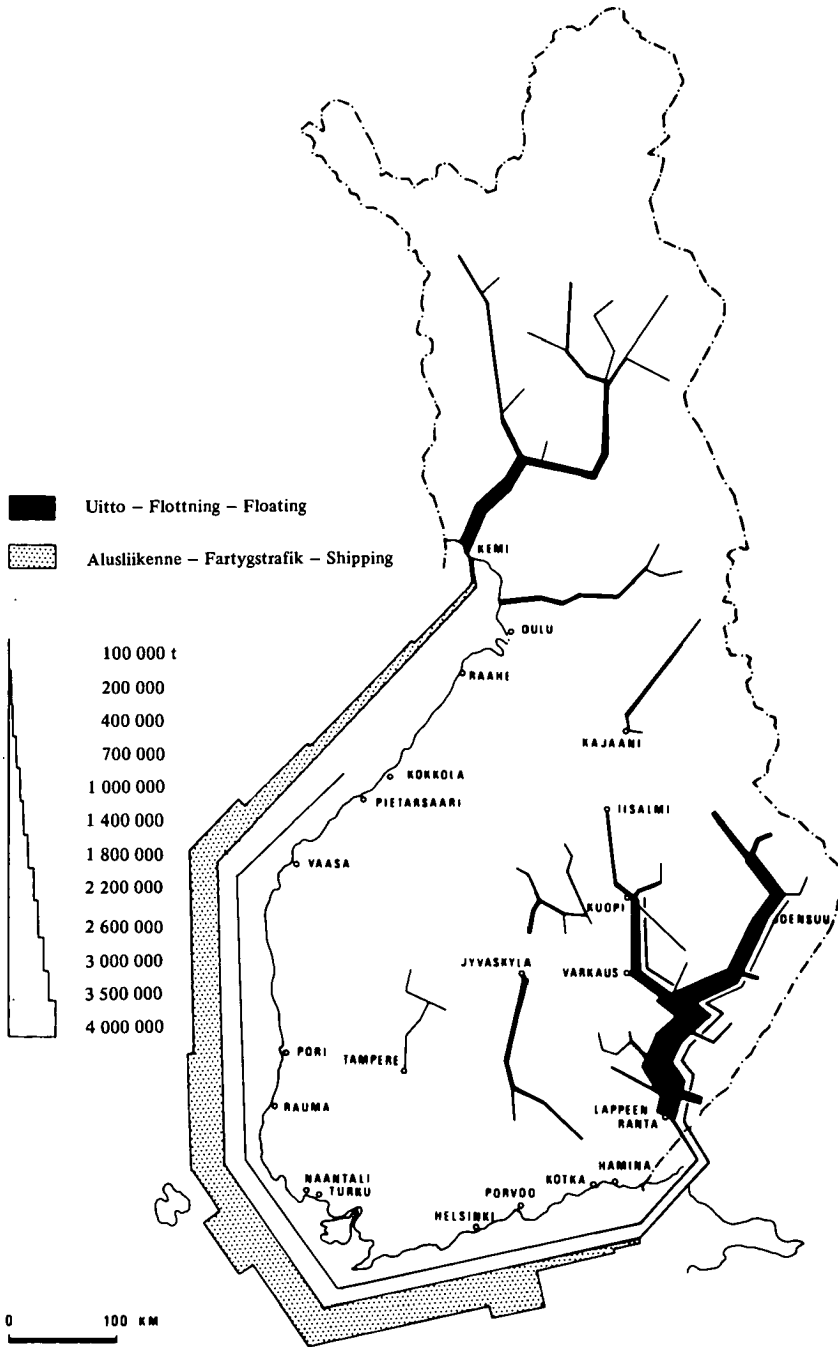 Uitto – Flottning – Floating
Alusliikenne – Fartygstrafik – Shipping
100 000 t
200 000
400 000
700 000
1 000 000
1 400 000
1 800 000
2 200 000
2 600 000
3 000 000
3 500 000
4 000 000
KEMI
OULU
RAAHE
KAJAANI
KOKKOLA
PIETARSAARI
IISALMI
VAASA
KUOPI
JOENSUU
JYVASKYLA
VARKAUS
PORI
TAMPERE
RAUMA
LAPPEEN
RANTA
NAANTALI
TURKU
HAMINA
KOTKA
PORVOO
HELSINKI
0 100 KM